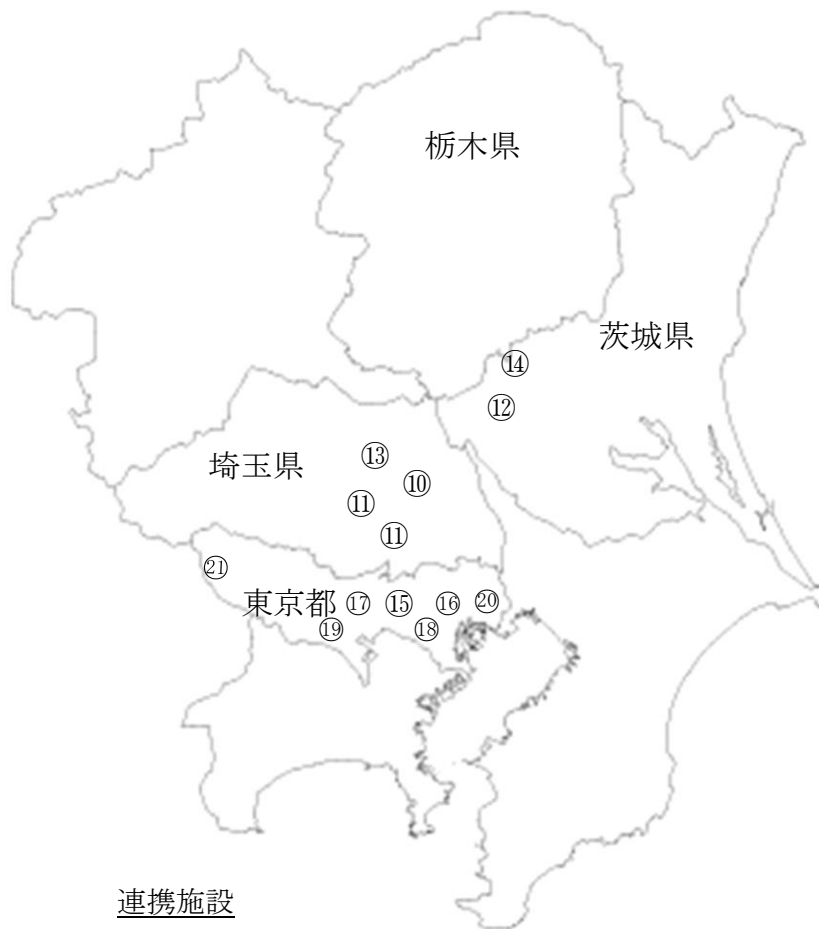 栃木県
茨城県
⑭
⑫
埼玉県
⑬
⑩
⑪
⑪
㉑
東京都
⑰
⑮
⑯
⑳
⑲
⑱
連携施設